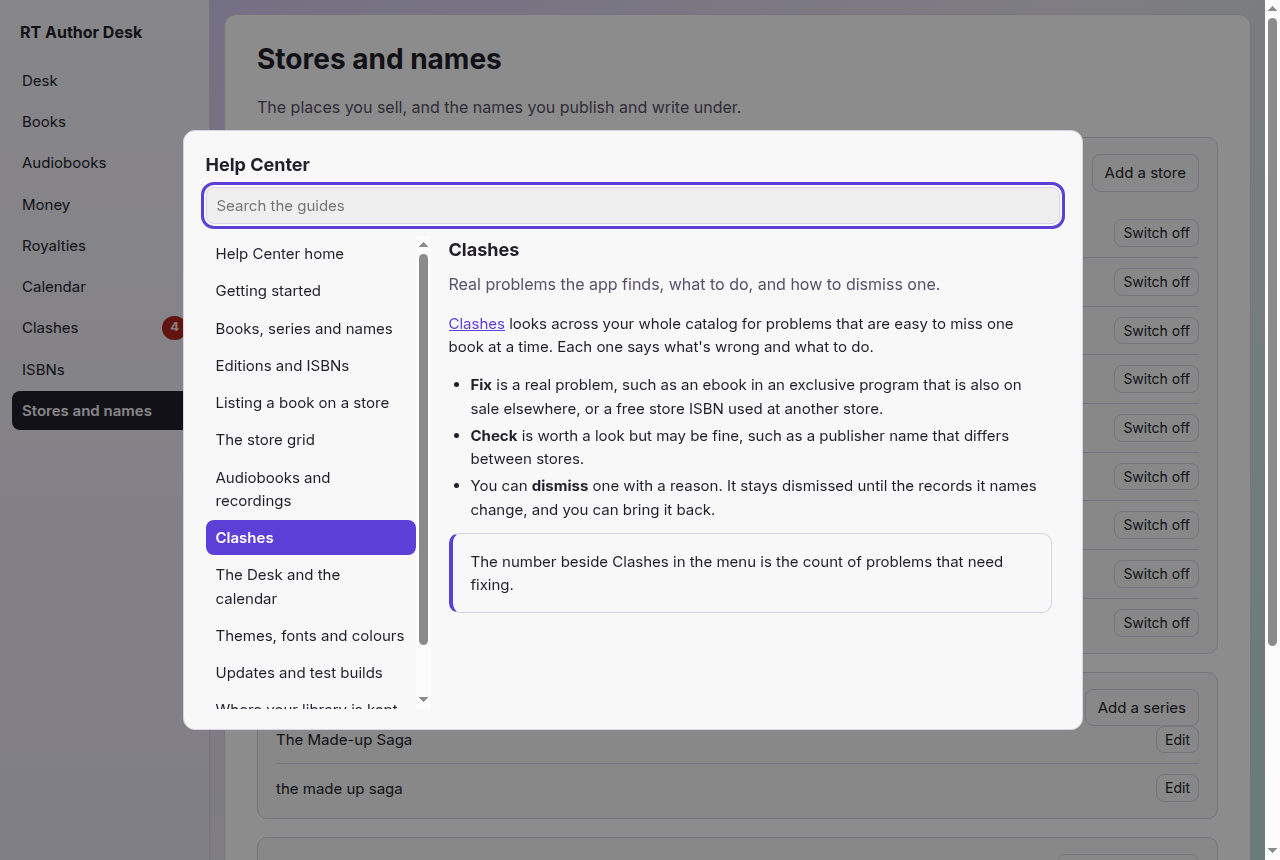 RT Author Desk
Desk
Books
Audiobooks
Money
Royalties
Calendar
Clashes
4
ISBNs
Stores and names
Stores and names
The places you sell, and the names you publish and write under.
Add a store
Switch off
Switch off
Switch off
Switch off
Switch off
Switch off
Switch off
Switch off
Switch off
Add a series
The Made-up Saga
Edit
the made up saga
Edit
Help Center
Search the guides
Help Center home
Getting started
Books, series and names
Editions and ISBNs
Listing a book on a store
The store grid
Audiobooks and
recordings
Clashes
The Desk and the
calendar
Themes, fonts and colours
Updates and test builds
Where your library is kept
Clashes
Real problems the app finds, what to do, and how to dismiss one.
Clashes looks across your whole catalog for problems that are easy to miss one
book at a time. Each one says what's wrong and what to do.
Fix is a real problem, such as an ebook in an exclusive program that is also on
sale elsewhere, or a free store ISBN used at another store.
Check is worth a look but may be fine, such as a publisher name that differs
between stores.
You can dismiss one with a reason. It stays dismissed until the records it names
change, and you can bring it back.
The number beside Clashes in the menu is the count of problems that need
fixing.